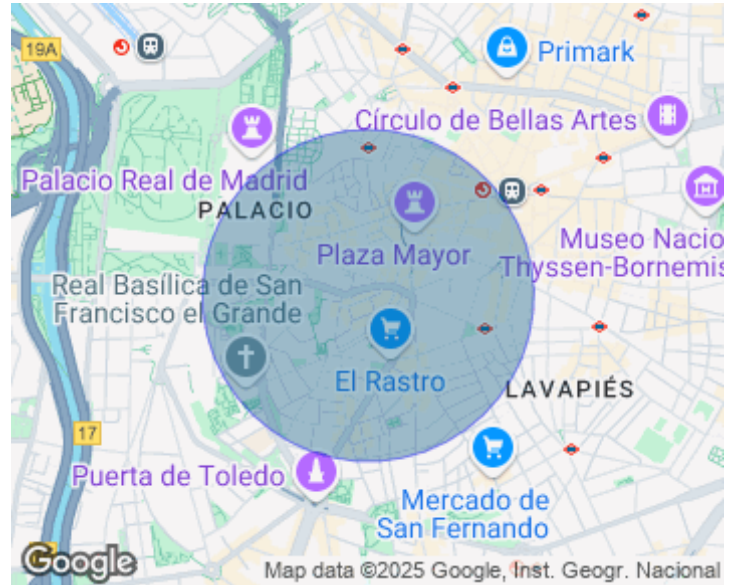 19A
Primark
Círculo de Bellas Artes
Palacio Real de Madrid
PALACIO
Plaza Mayor
Museo Nacio
Thyssen-Bornemis
Real Basílica de San
Francisco el Grande
El Rastro
LAVAPIÉS
17
Puerta de Toledo
Mercado de
San Fernando
Google
Map data ©2025 Google, Inst. Geogr. Nacional